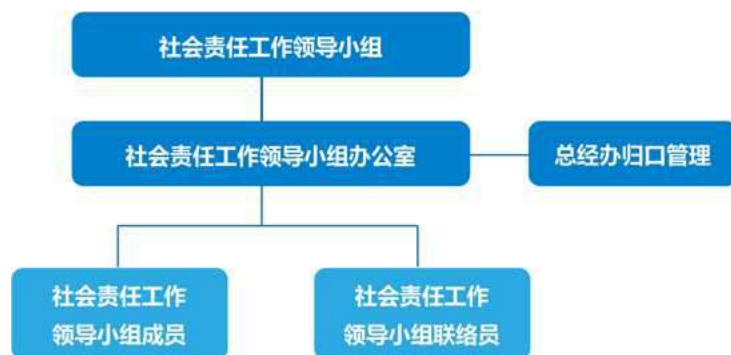 社会责任工作领导小组
社会责任工作领导小组办公室
总经办归口管理
社会责任工作
领导小组成员
社会责任工作
领导小组联络员